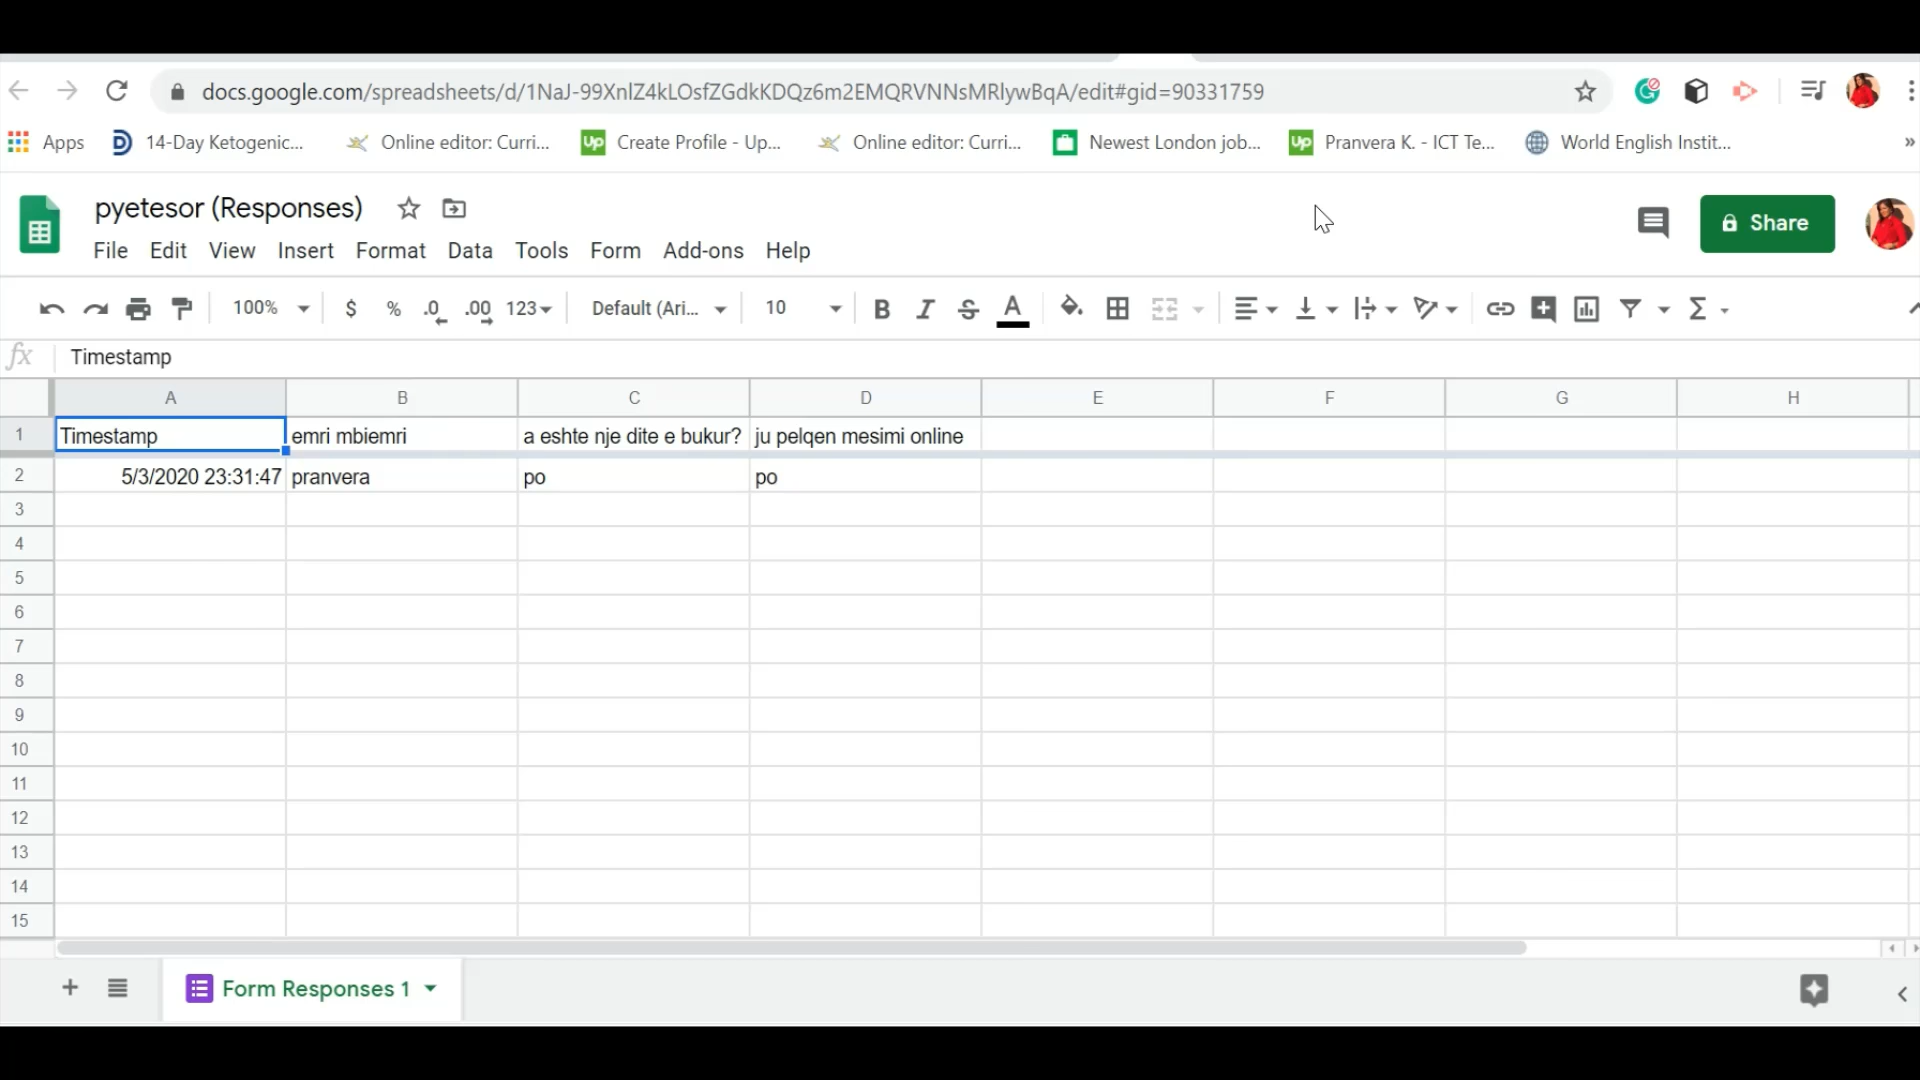 docs.google.com/spreadsheets/d/1NaJ-99XnlZ4kLOsfZGdkKDQz6m2EMQRVNNsMRlywBqA/edit#gid=90331759
Apps 14-Day Ketogenic... Online editor: Curri... Up Create Profile - Up... Online editor: Curri... Newest London job... Up Pranvera K. - ICT Te... World English Instit... »
pyetesor (Responses)
File Edit View Insert Format Data Tools Form Add-ons Help
Share
100% $ % .0 .00 123 Default (Ari... 10 B I S A Σ
fx Timestamp
A B C D E F G H
1 Timestamp emri mbiemri a eshte nje dite e bukur? ju pelqen mesimi online
2 5/3/2020 23:31:47 pranvera po po
3
4
5
6
7
8
9
10
11
12
13
14
15
+ Form Responses 1